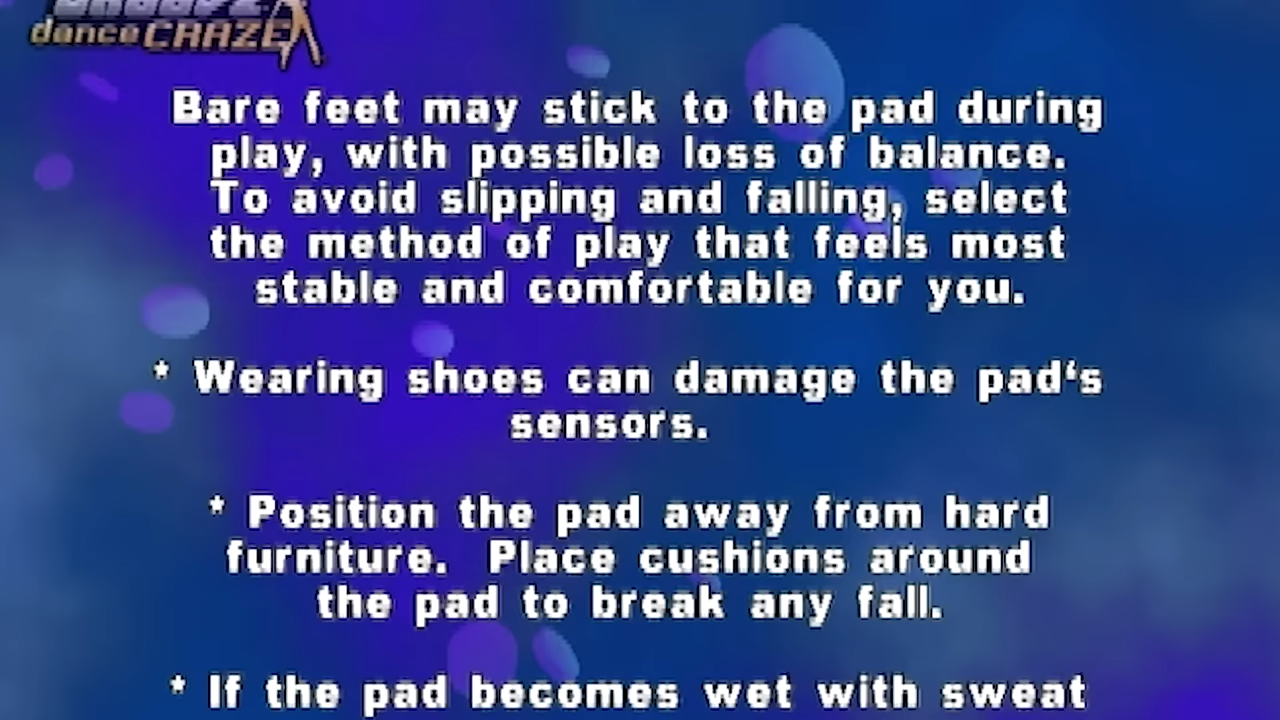 danceCRAZE
Bare feet may stick to the pad during
play, with possible loss of balance.
To avoid slipping and falling, select
the method of play that feels most
stable and comfortable for you.
* Wearing shoes can damage the pad‘s
sensors.
* Position the pad away from hard
furniture.  Place cushions around
the pad to break any fall.
* If the pad becomes wet with sweat